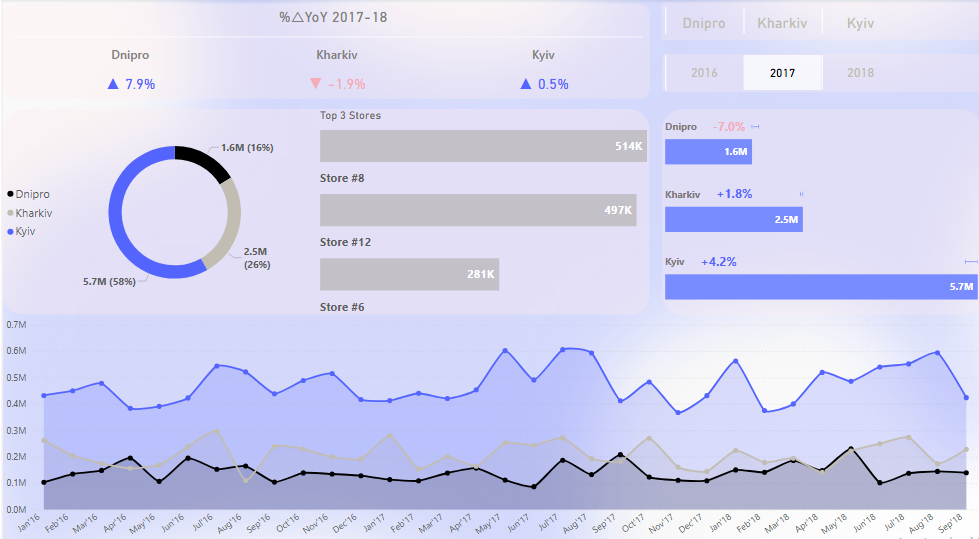 %△YoY 2017-18
Dnipro Kharkiv Kyiv
▲ 7.9% ▼ -1.9% ▲ 0.5%
Dnipro Kharkiv Kyiv
2016 2017 2018
Dnipro
Kharkiv
Kyiv
1.6M (16%)
2.5M
(26%)
5.7M (58%)
Top 3 Stores
514K
Store #8
497K
Store #12
281K
Store #6
Dnipro -7.0%
1.6M
Kharkiv +1.8%
2.5M
Kyiv +4.2%
5.7M
0.7M
0.6M
0.5M
0.4M
0.3M
0.2M
0.1M
0.0M
Jan'16 Feb'16 Mar'16 Apr'16 May'16 Jun'16 Jul'16 Aug'16 Sep'16 Oct'16 Nov'16 Dec'16 Jan'17 Feb'17 Mar'17 Apr'17 May'17 Jun'17 Jul'17 Aug'17 Sep'17 Oct'17 Nov'17 Dec'17 Jan'18 Feb'18 Mar'18 Apr'18 May'18 Jun'18 Jul'18 Aug'18 Sep'18